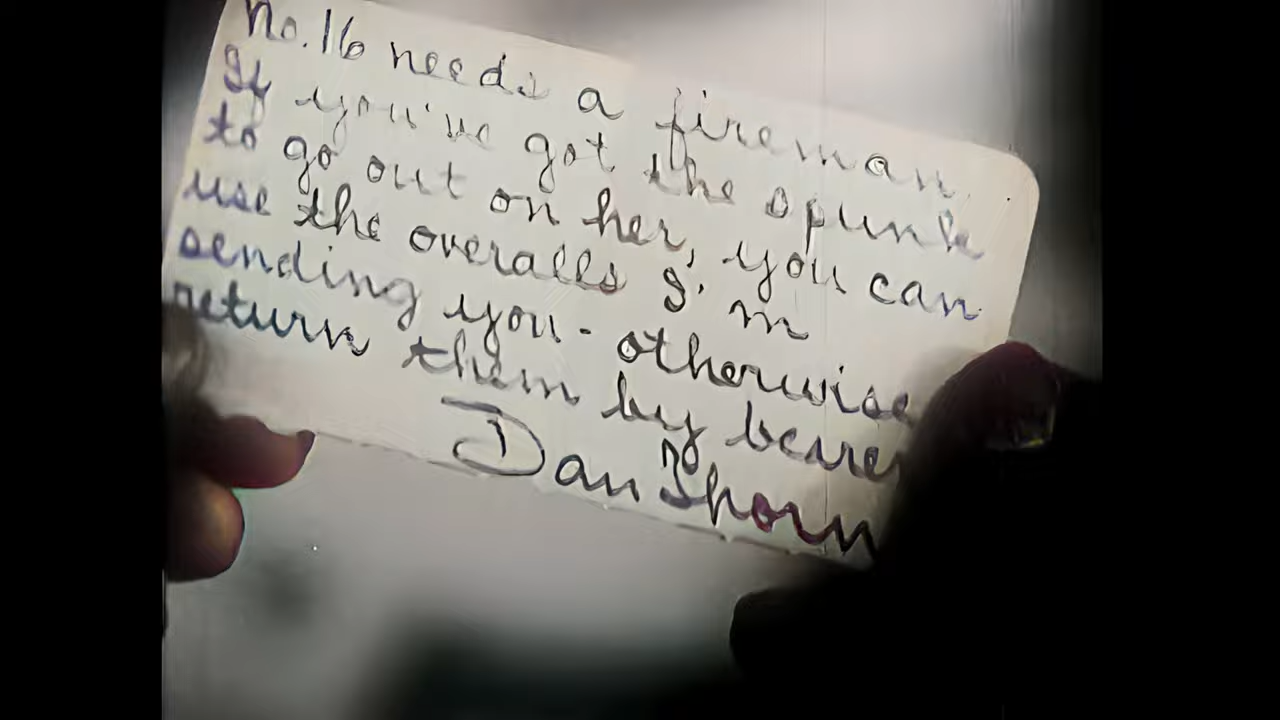 No. 16 needs a fireman.
If you've got the spunk
to go out on her, you can
use the overalls I'm
sending you - otherwise
return them by bearer
Dan Thorn